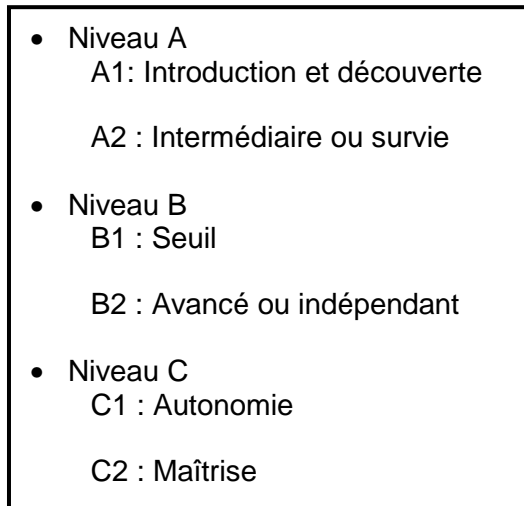 • Niveau A
A1: Introduction et découverte
A2 : Intermédiaire ou survie
• Niveau B
B1 : Seuil
B2 : Avancé ou indépendant
• Niveau C
C1 : Autonomie
C2 : Maîtrise